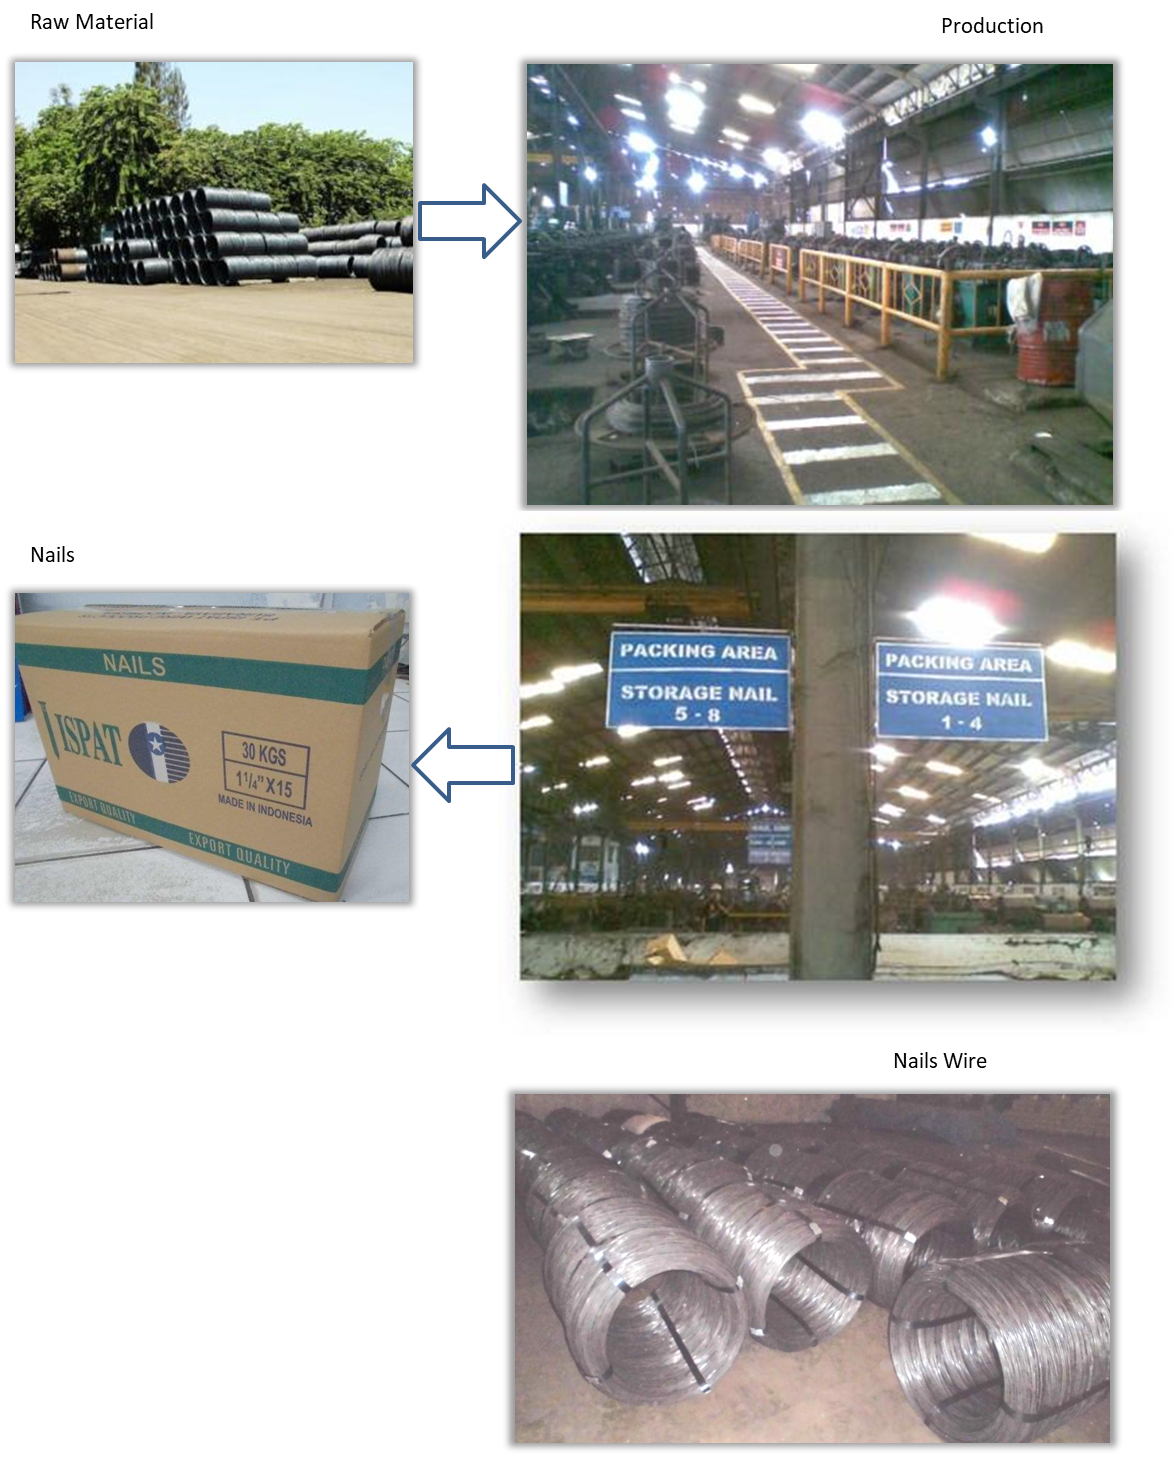 Raw Material
Production
Nails
NAILS
ISPAT
30 KGS
1 1/4" X15
MADE IN INDONESIA
EXPORT QUALITY
EXPORT QUALITY
PACKING AREA
STORAGE NAIL
5 - 8
PACKING AREA
STORAGE NAIL
1 - 4
Nails Wire